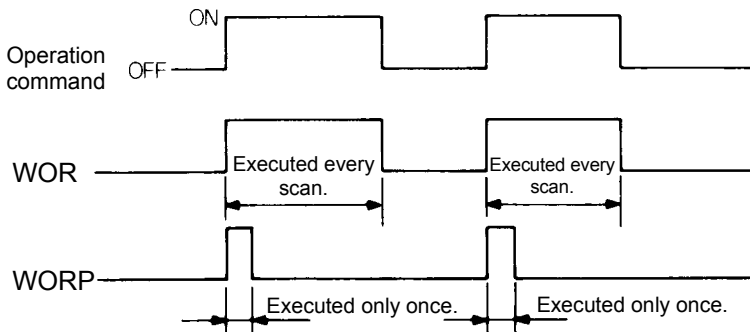 ON
Operation
command
OFF
WOR
Executed every
scan.
Executed every
scan.
WORP
Executed only once.
Executed only once.